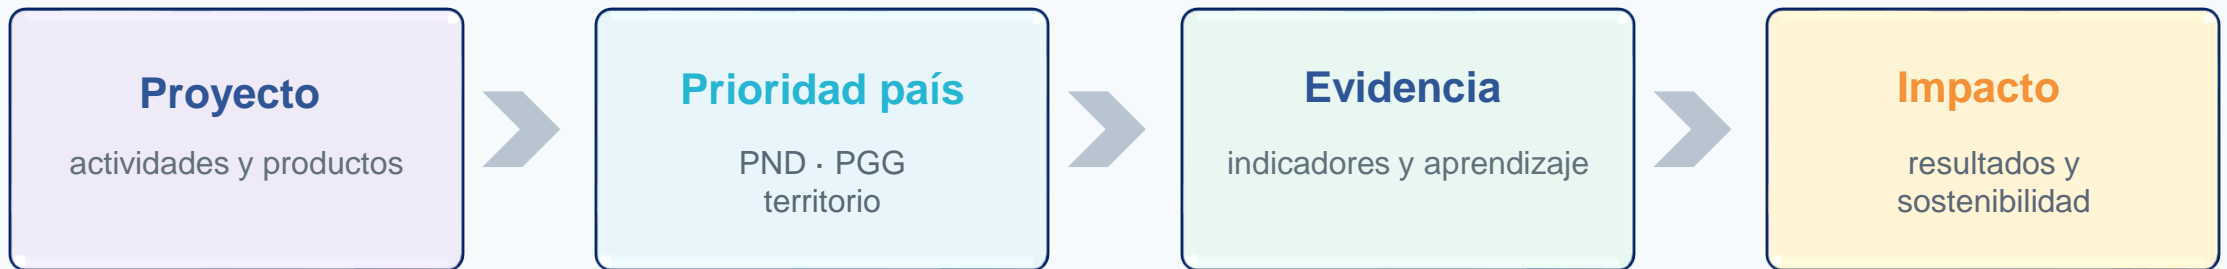 Proyecto
actividades y productos
Prioridad país
PND · PGG
territorio
Evidencia
indicadores y aprendizaje
Impacto
resultados y
sostenibilidad